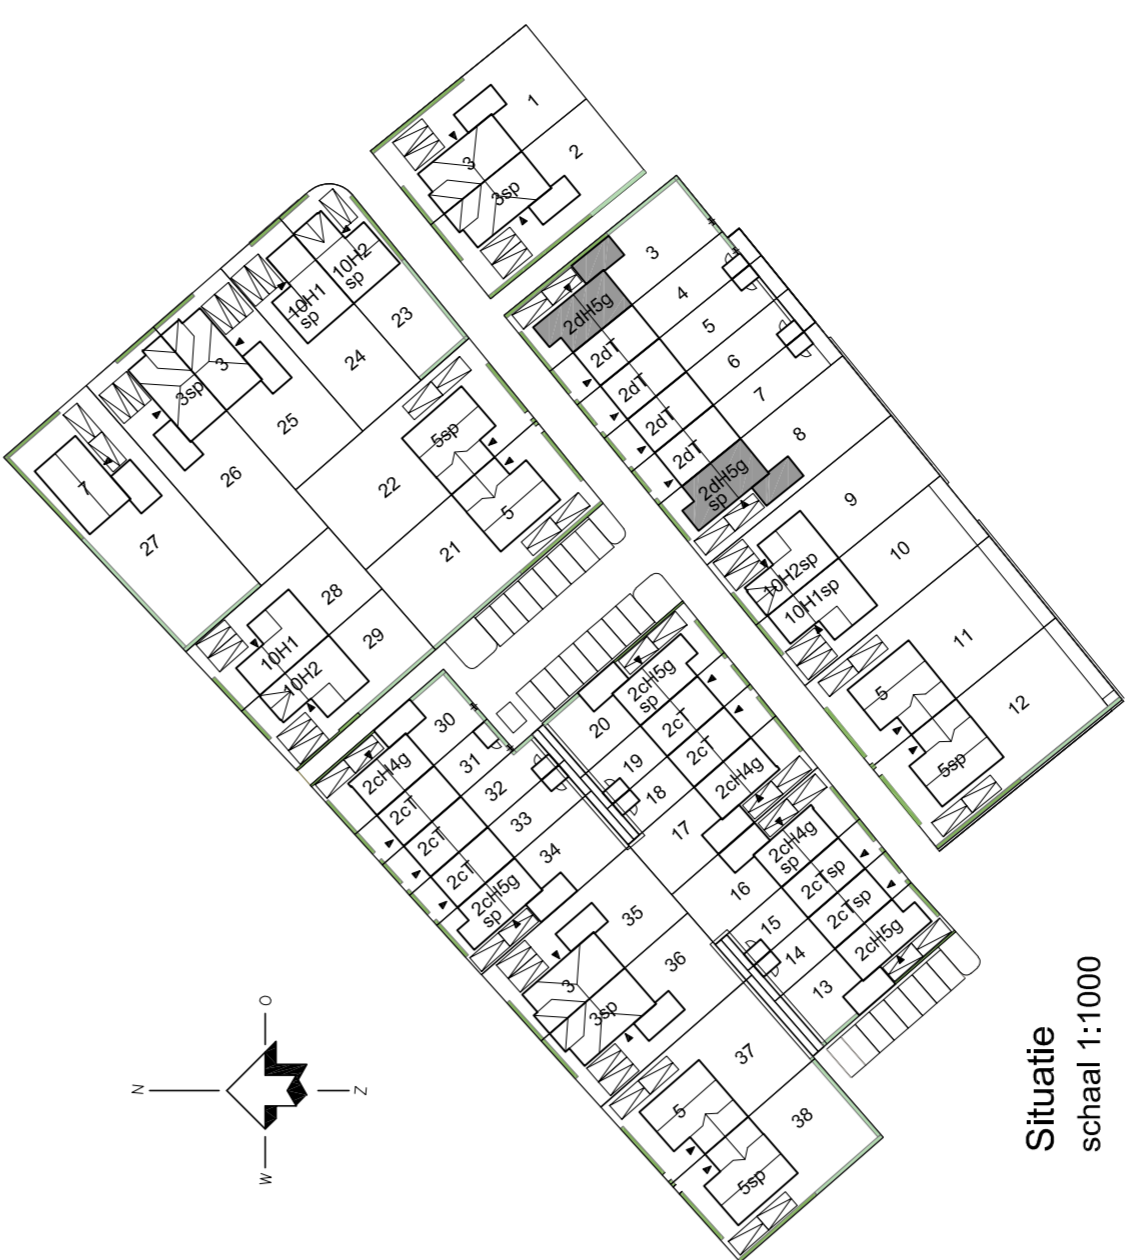 1
2
3
3sp
3
4
5
6
7
8
9
10
11
12
2dH5g
2dT
2dT
2dT
2dT
2dH5g
sp
10H2sp
10H1sp
5
5sp
10H2
sp
10H1
sp
23
24
25
26
27
3
3sp
7
22
21
5sp
5
28
29
10H1
10H2
30
31
32
33
34
35
36
37
38
2cH4g
2cT
2cT
2cT
2cH5g
sp
3
3sp
5
5sp
20
19
18
17
16
15
14
13
2cH5g
sp
2cT
2cT
2cH4g
2cH4g
sp
2cTsp
2cTsp
2cH5g
N
O
Z
W
Situatie
schaal 1:1000